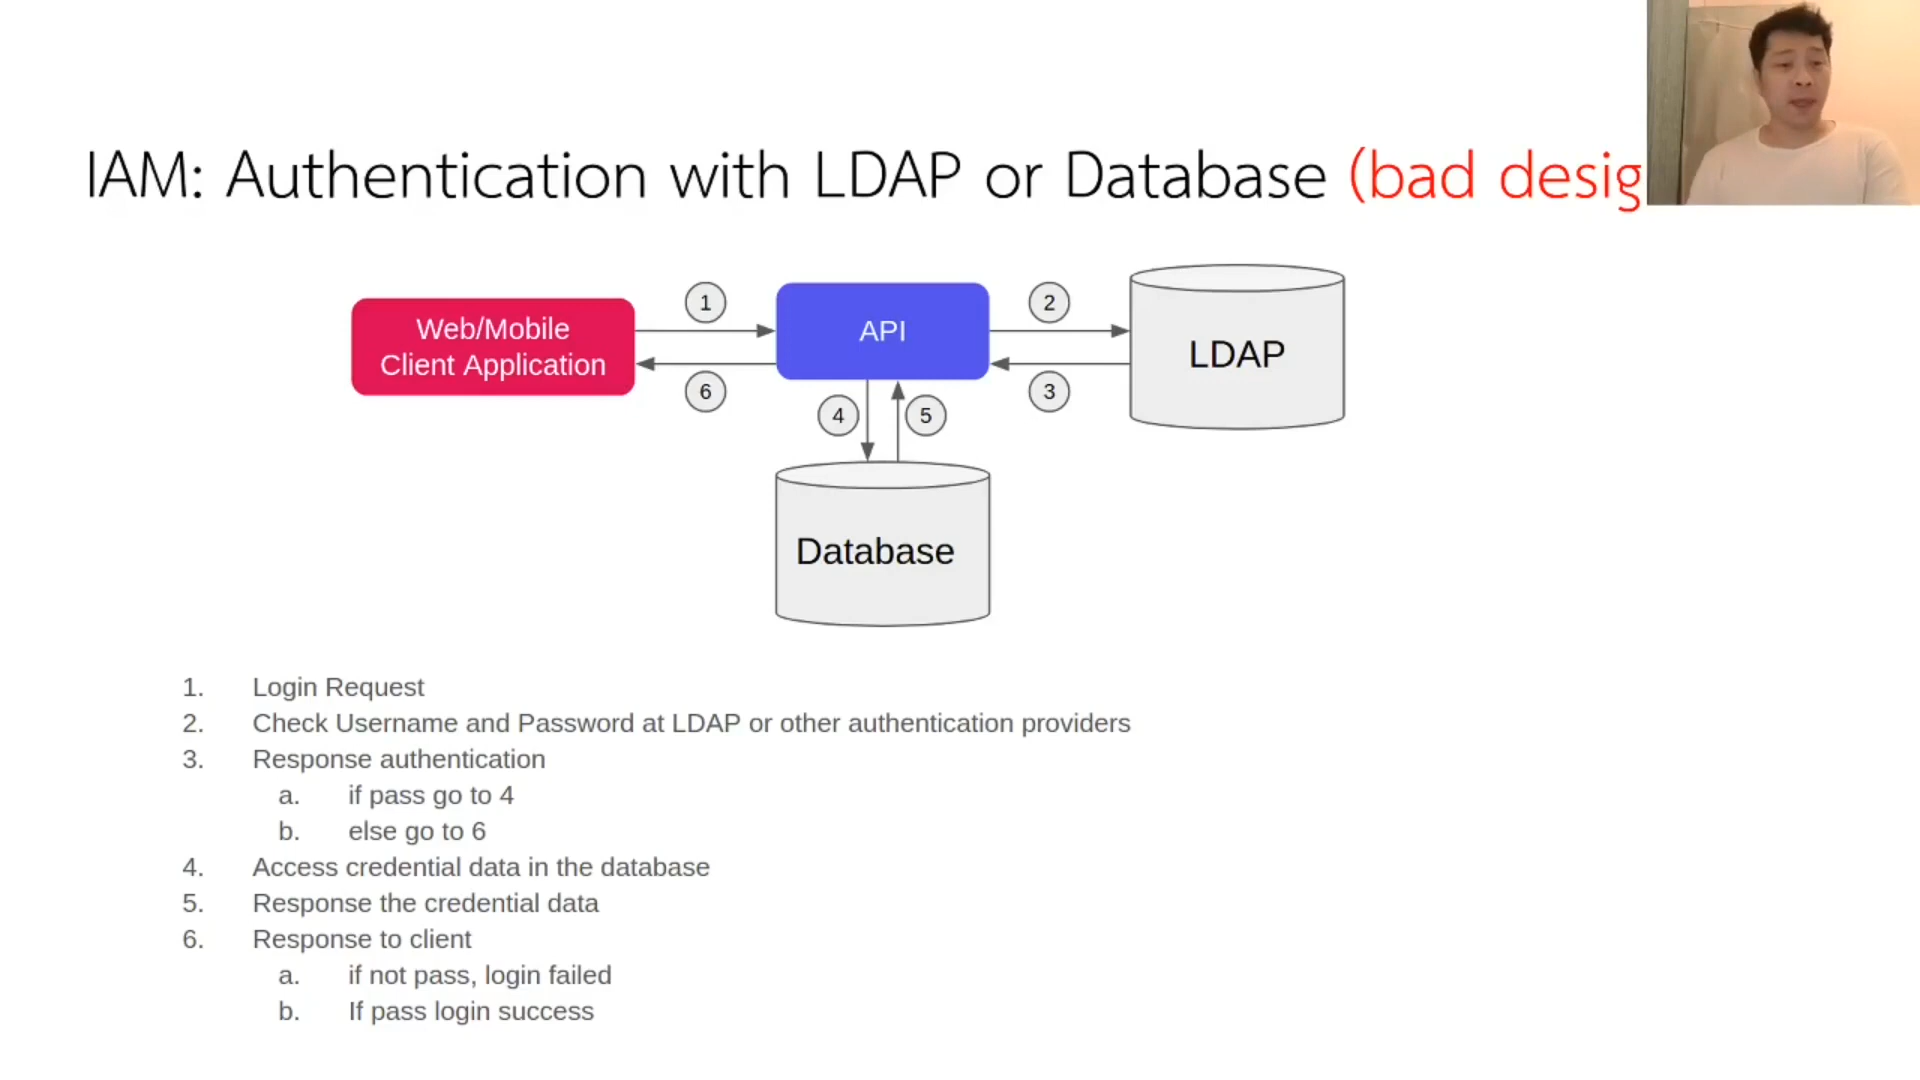 IAM: Authentication with LDAP or Database (bad desig
1
2
Web/Mobile
Client Application
API
LDAP
6
3
4
5
Database
1. Login Request
2. Check Username and Password at LDAP or other authentication providers
3. Response authentication
a. if pass go to 4
b. else go to 6
4. Access credential data in the database
5. Response the credential data
6. Response to client
a. if not pass, login failed
b. If pass login success